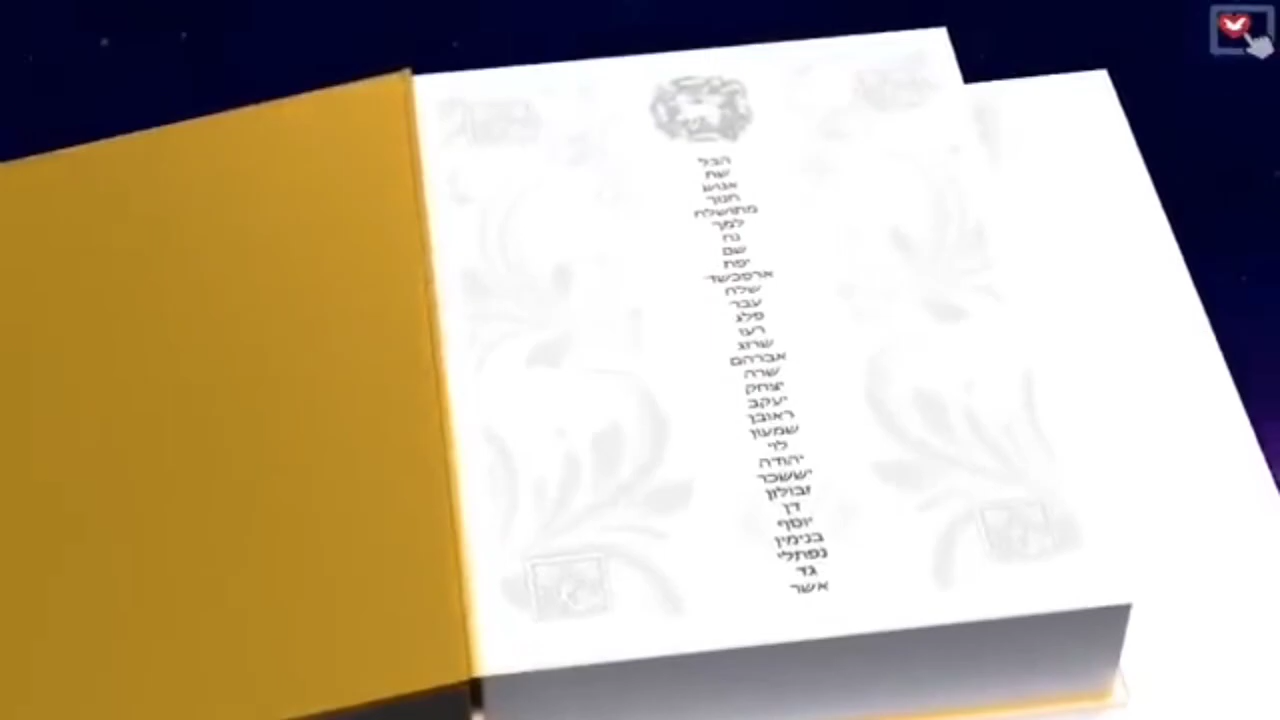 הבל
שת
אנוש
חנוך
מתושלח
למך
נח
שם
יפת
ארפכשד
שלח
עבר
פלג
רעו
שרוג
אברהם
שרה
יצחק
יעקב
ראובן
שמעון
לוי
יהודה
יששכר
זבולון
דן
יוסף
בנימין
נפתלי
גד
אשר